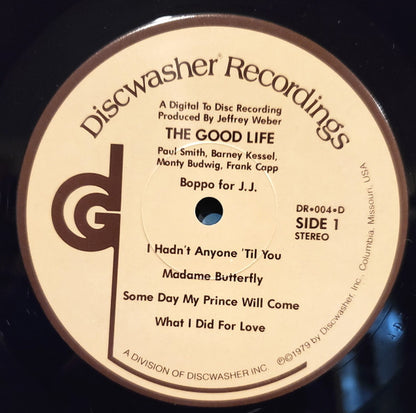 Discwasher® Recordings
A Digital To Disc Recording
Produced By Jeffrey Weber
THE GOOD LIFE
Paul Smith, Barney Kessel,
Monty Budwig, Frank Capp
Boppo for J.J.
DR•004•D
SIDE 1
STEREO
I Hadn't Anyone 'Til You
Madame Butterfly
Some Day My Prince Will Come
What I Did For Love
A DIVISION OF DISCWASHER INC.
℗©1979 by Discwasher, Inc., Columbia, Missouri, USA